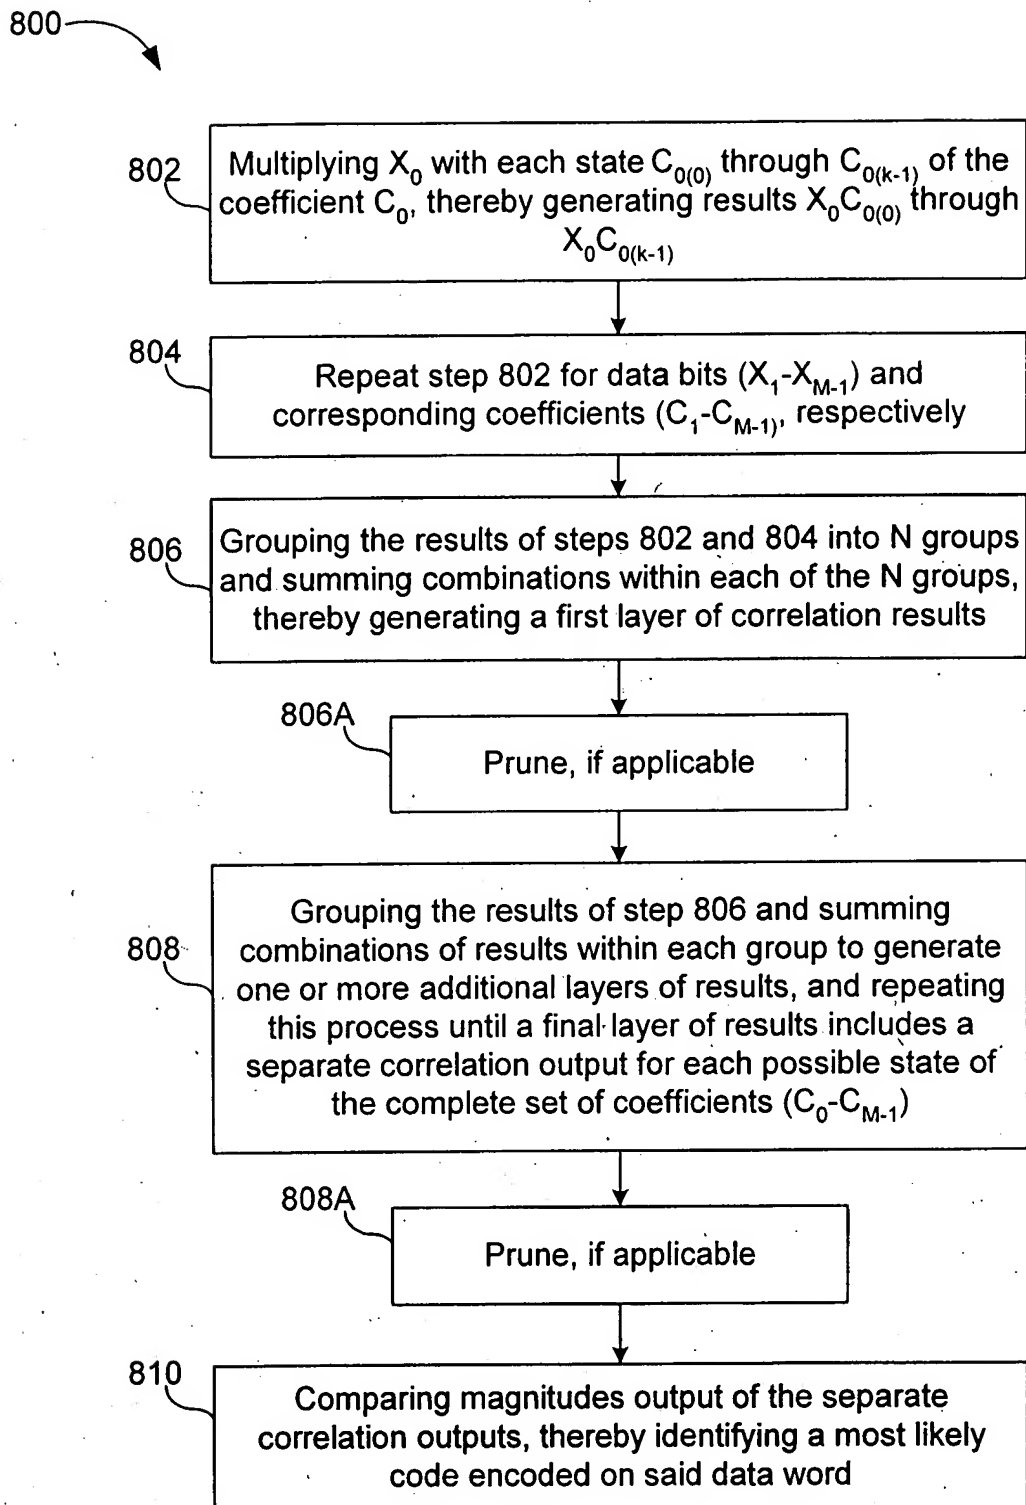 800
802
Multiplying X₀ with each state C₀₍₀₎ through C₀₍ₖ₋₁₎ of the
coefficient C₀, thereby generating results X₀C₀₍₀₎ through
X₀C₀₍ₖ₋₁₎
804
Repeat step 802 for data bits (X₁-X_{M-1}) and
corresponding coefficients (C₁-C_{M-1)}, respectively
806
Grouping the results of steps 802 and 804 into N groups
and summing combinations within each of the N groups,
thereby generating a first layer of correlation results
806A
Prune, if applicable
808
Grouping the results of step 806 and summing
combinations of results within each group to generate
one or more additional layers of results, and repeating
this process until a final layer of results includes a
separate correlation output for each possible state of
the complete set of coefficients (C₀-C_{M-1})
808A
Prune, if applicable
810
Comparing magnitudes output of the separate
correlation outputs, thereby identifying a most likely
code encoded on said data word